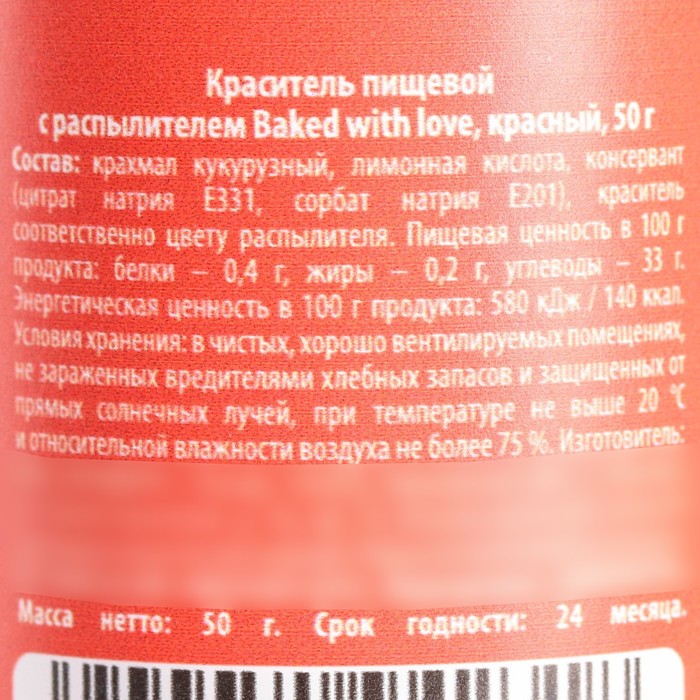 Краситель пищевой
с распылителем Baked with love, красный, 50 г
Состав: крахмал кукурузный, лимонная кислота, консервант
(цитрат натрия Е331, сорбат натрия Е201), краситель
соответственно цвету распылителя. Пищевая ценность в 100 г
продукта: белки – 0,4 г, жиры – 0,2 г, углеводы – 33 г.
Энергетическая ценность в 100 г продукта: 580 кДж / 140 ккал.
Условия хранения: в чистых, хорошо вентилируемых помещениях,
не зараженных вредителями хлебных запасов и защищенных от
прямых солнечных лучей, при температуре не выше 20 °С
и относительной влажности воздуха не более 75 %. Изготовитель:
Масса нетто: 50 г. Срок годности: 24 месяца.